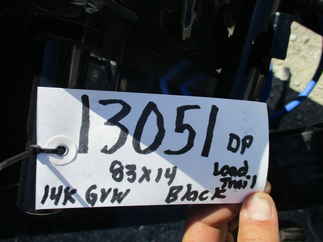 13051 DP
83x14 Load Trail
14K GVW Black